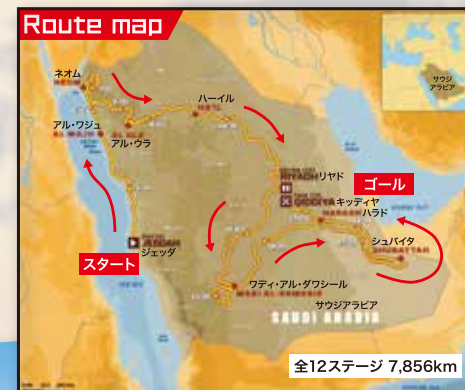 Route map
サウジ
アラビア
ネオム
NEOM
ハーイル
HA'IL
アル・ワジュ
AL WAJH
AL ULA
アル・ウラ
RIYADH リヤド
ゴール
QIDDIYA キッディヤ
HARADH ハラド
スタート
JEDDAH
ジェッダ
シュバイタ
SHUBAYTAH
ワディ・アル・ダワシール
WADI AL-DAWASIR
サウジアラビア
SAUDI ARABIA
全12ステージ 7,856km